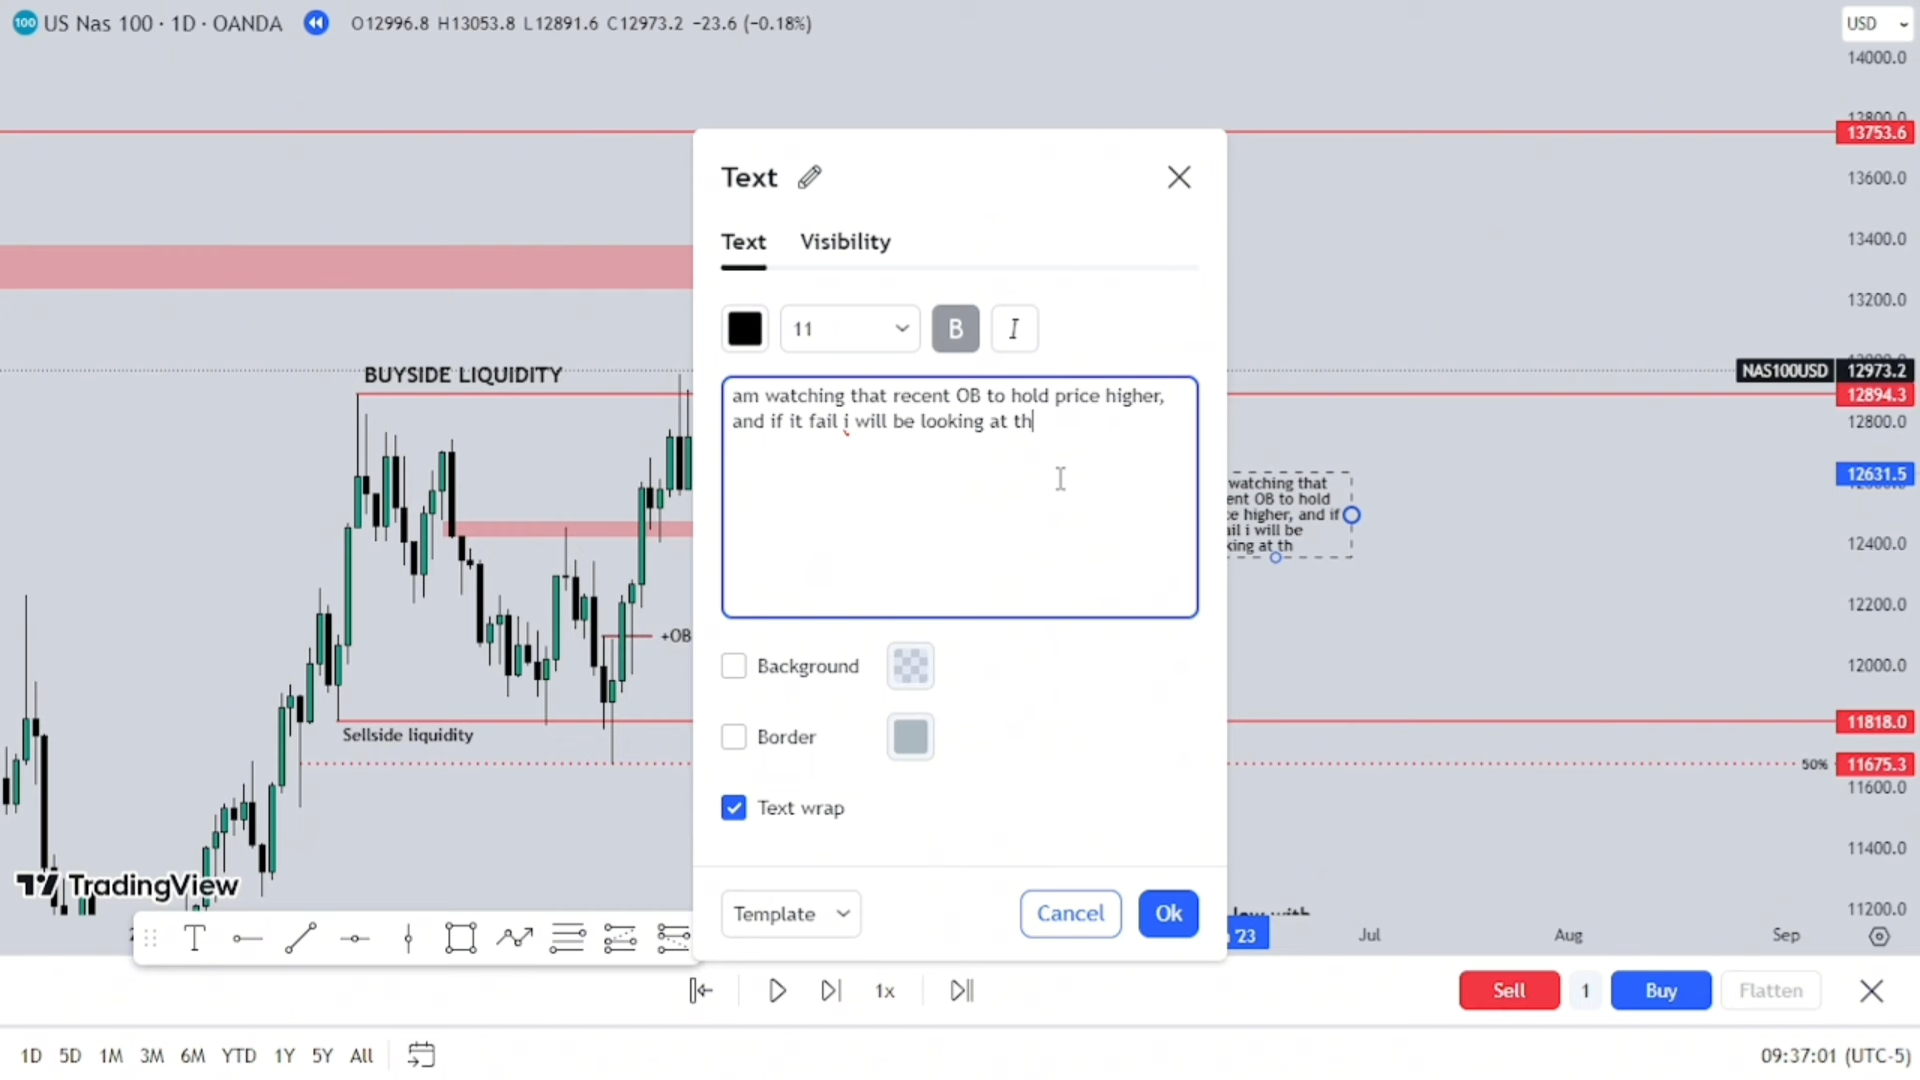 100 US Nas 100 · 1D · OANDA O12996.8 H13053.8 L12891.6 C12973.2 −23.6 (−0.18%)
USD
14000.0
13753.6
13600.0
13400.0
13200.0
NAS100USD 12973.2
12894.3
12800.0
12631.5
12400.0
12200.0
12000.0
11818.0
50% 11675.3
11600.0
11400.0
11200.0
BUYSIDE LIQUIDITY
+OB
Sellside liquidity
Text
Text Visibility
11 B I
am watching that recent OB to hold price higher,
and if it fail i will be looking at th
Background
Border
Text wrap
Template Cancel Ok
watching that
OB to hold
higher, and if
i will be
at th
TradingView
T
'23 Jul Aug Sep
1x
Sell 1 Buy Flatten
1D 5D 1M 3M 6M YTD 1Y 5Y All
09:37:01 (UTC-5)